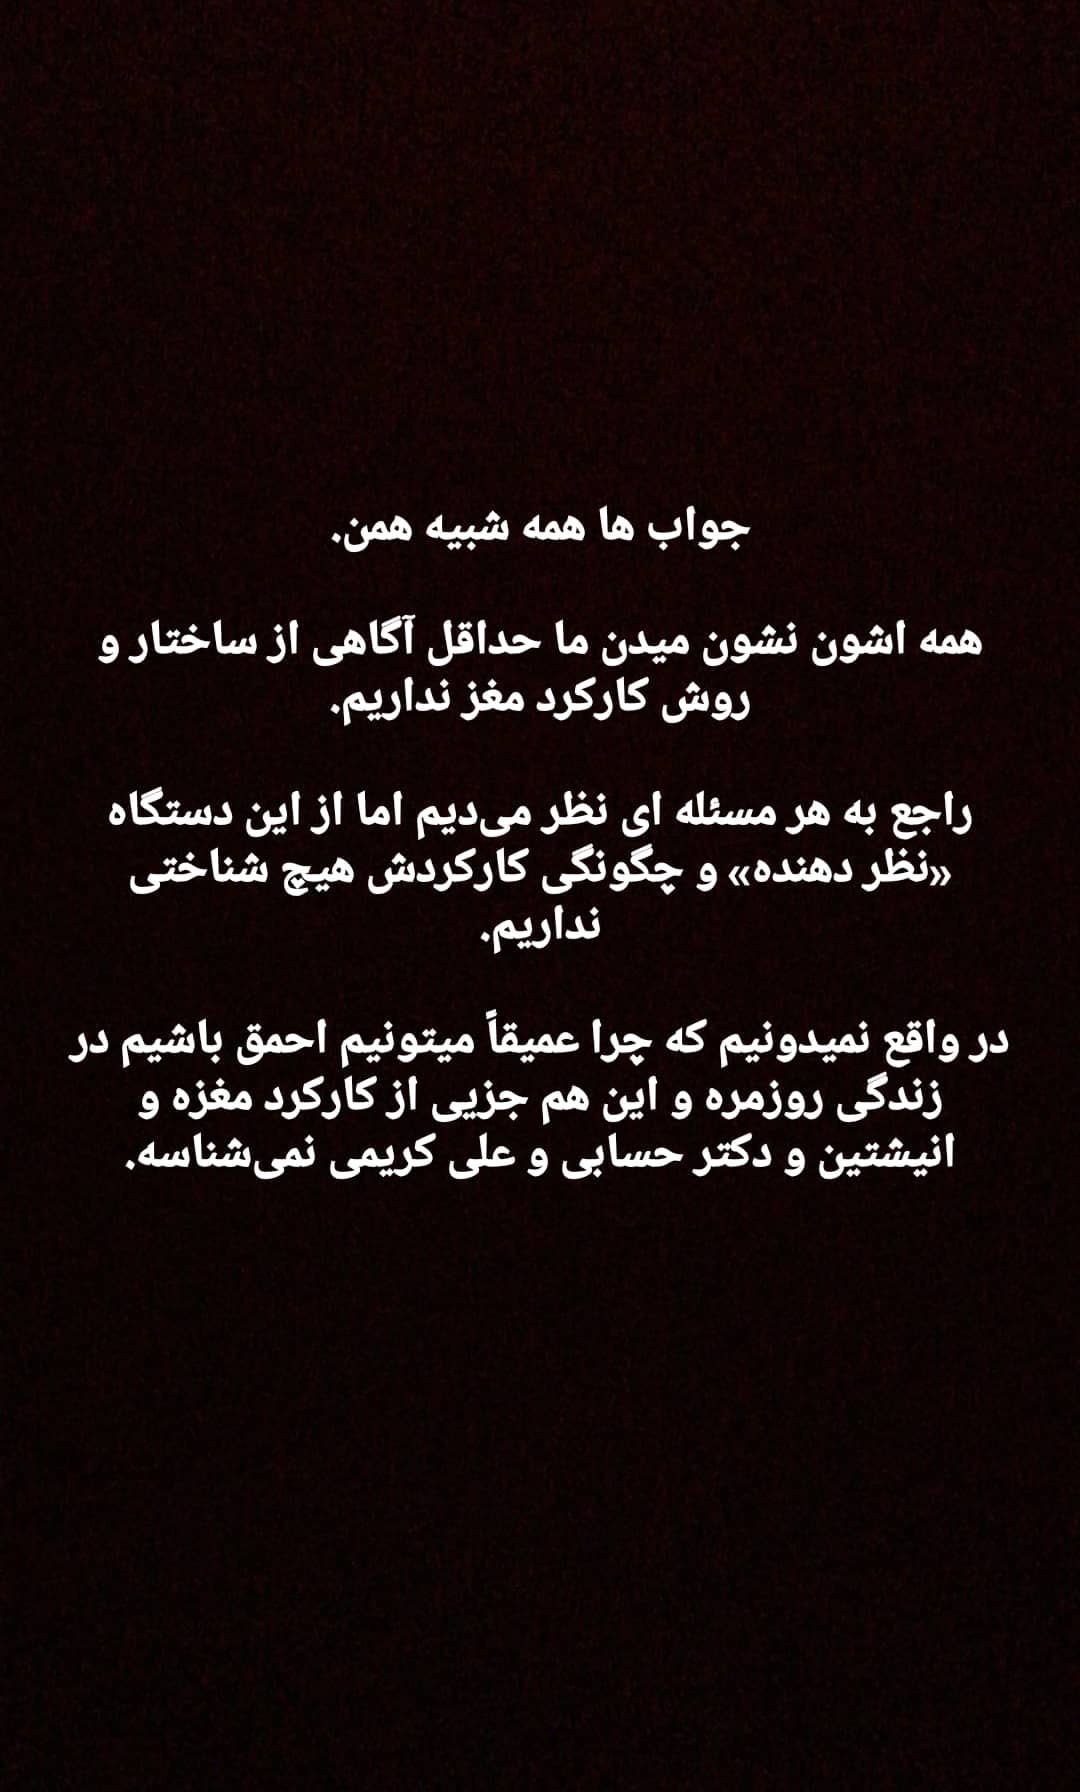 جواب ها همه شبیه همن.
همه اشون نشون میدن ما حداقل آگاهی از ساختار و
روش کارکرد مغز نداریم.
راجع به هر مسئله ای نظر می‌دیم اما از این دستگاه
«نظر دهنده» و چگونگی کارکردش هیچ شناختی
نداریم.
در واقع نمیدونیم که چرا عمیقاً میتونیم احمق باشیم در
زندگی روزمره و این هم جزیی از کارکرد مغزه و
انیشتین و دکتر حسابی و علی کریمی نمی‌شناسه.